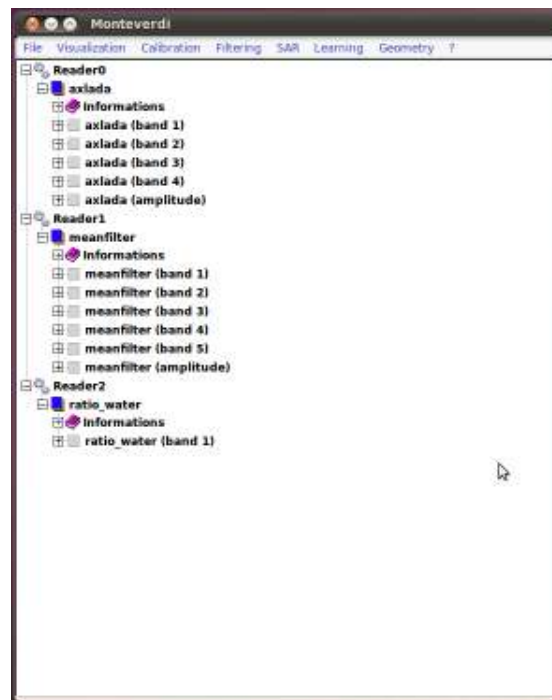 Monteverdi
File Visualization Calibration Filtering SAR Learning Geometry ?
Reader0
axlada
Informations
axlada (band 1)
axlada (band 2)
axlada (band 3)
axlada (band 4)
axlada (amplitude)
Reader1
meanfilter
Informations
meanfilter (band 1)
meanfilter (band 2)
meanfilter (band 3)
meanfilter (band 4)
meanfilter (band 5)
meanfilter (amplitude)
Reader2
ratio_water
Informations
ratio_water (band 1)